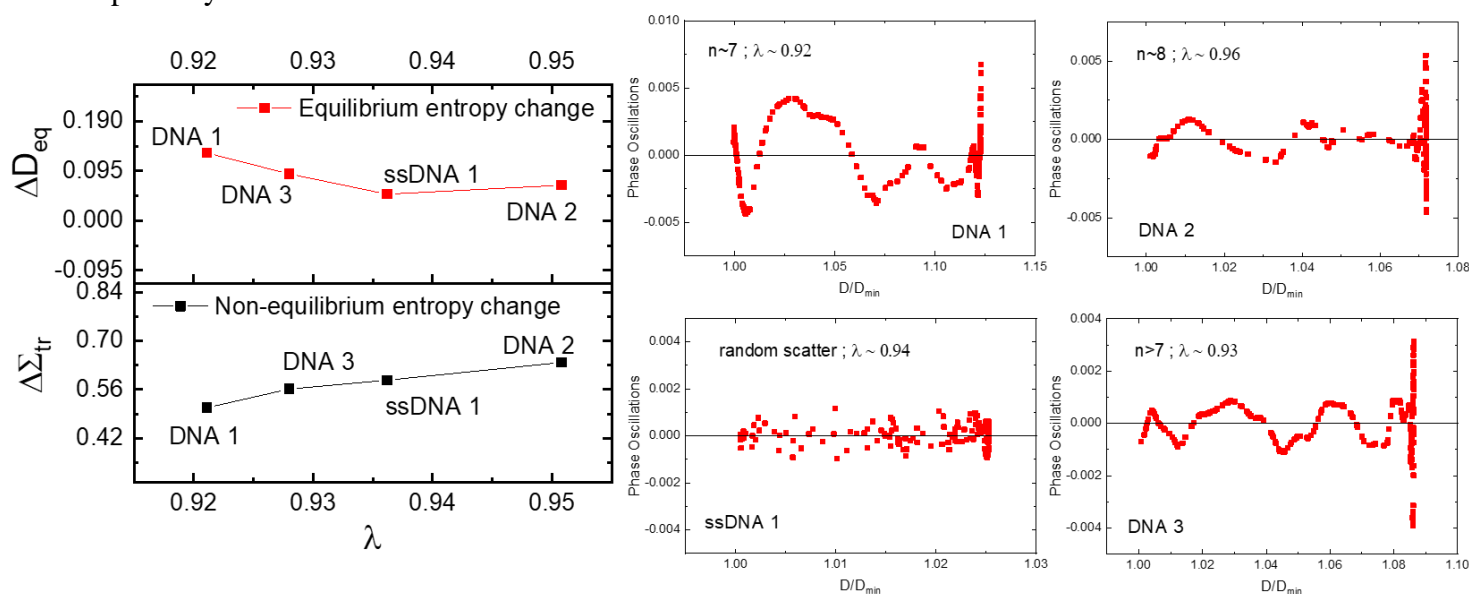 0.92 0.93 0.94 0.95
Equilibrium entropy change
ΔD_eq
0.190
0.095
0.000
-0.095
DNA 1
DNA 3
ssDNA 1
DNA 2
Non-equilibrium entropy change
ΔΣ_tr
0.84
0.70
0.56
0.42
DNA 1
DNA 3
ssDNA 1
DNA 2
0.92 0.93 0.94 0.95
λ
0.010
0.005
0.000
-0.005
Phase Oscillations
n~7 ; λ ~ 0.92
DNA 1
1.00 1.05 1.10 1.15
D/D_min
0.005
0.000
-0.005
Phase Oscillations
n~8 ; λ ~ 0.96
DNA 2
1.00 1.02 1.04 1.06 1.08
D/D_min
0.004
0.002
0.000
-0.002
-0.004
Phase Oscillations
random scatter ; λ ~ 0.94
ssDNA 1
1.00 1.01 1.02 1.03
D/D_min
0.004
0.002
0.000
-0.002
-0.004
Phase Oscillations
n>7 ; λ ~ 0.93
DNA 3
1.00 1.02 1.04 1.06 1.08 1.10
D/D_min